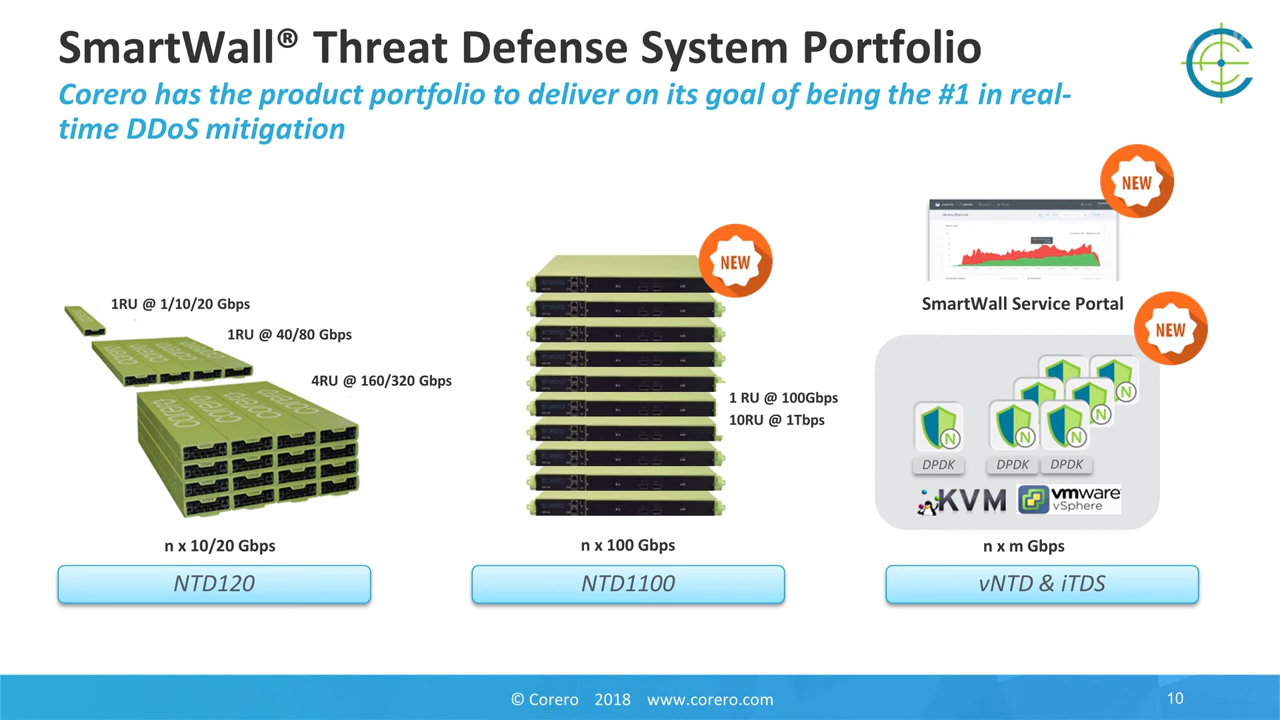 SmartWall® Threat Defense System Portfolio
Corero has the product portfolio to deliver on its goal of being the #1 in real-
time DDoS mitigation
NEW
NEW
1RU @ 1/10/20 Gbps
1RU @ 40/80 Gbps
4RU @ 160/320 Gbps
corero
1 RU @ 100Gbps
10RU @ 1Tbps
SmartWall Service Portal
NEW
N
N
N
N
N
DPDK
DPDK
DPDK
KVM
vmware
vSphere
n x 10/20 Gbps
n x 100 Gbps
n x m Gbps
NTD120
NTD1100
vNTD & iTDS
© Corero 2018 www.corero.com
10